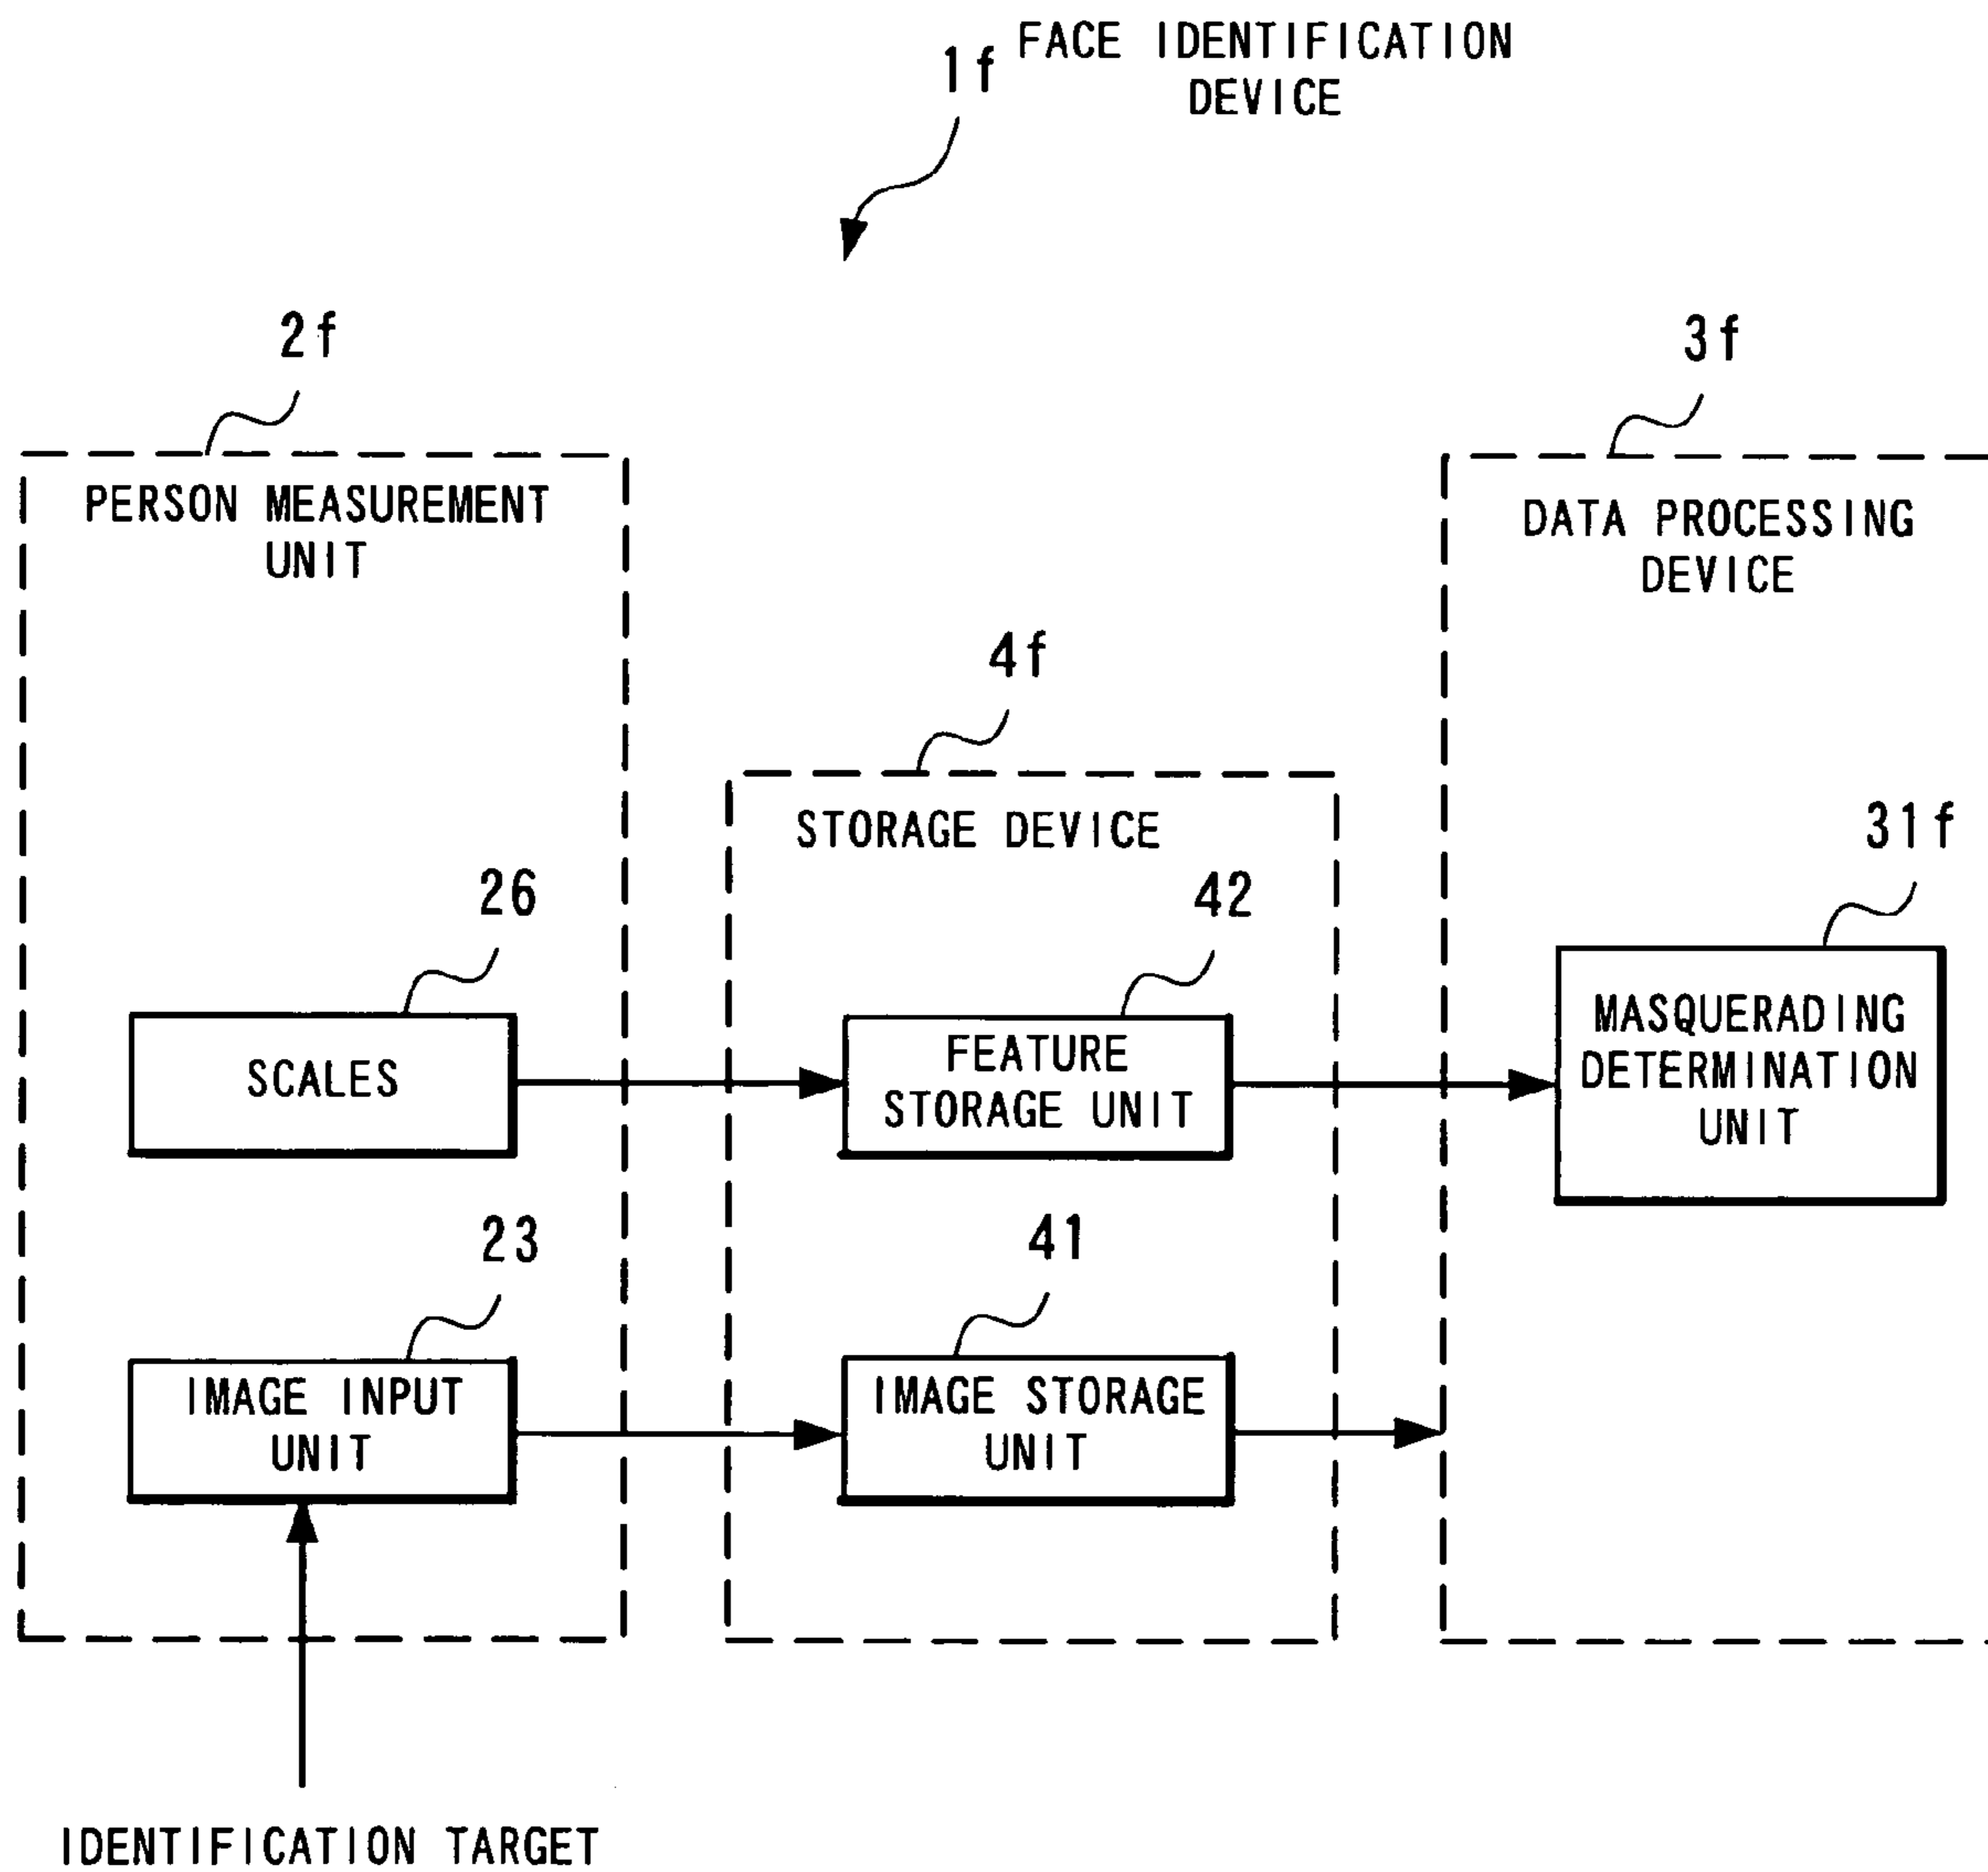 1f
FACE IDENTIFICATION
DEVICE
2f
PERSON MEASUREMENT
UNIT
26
SCALES
23
IMAGE INPUT
UNIT
IDENTIFICATION TARGET
4f
STORAGE DEVICE
42
FEATURE
STORAGE UNIT
41
IMAGE STORAGE
UNIT
3f
DATA PROCESSING
DEVICE
31f
MASQUERADING
DETERMINATION
UNIT